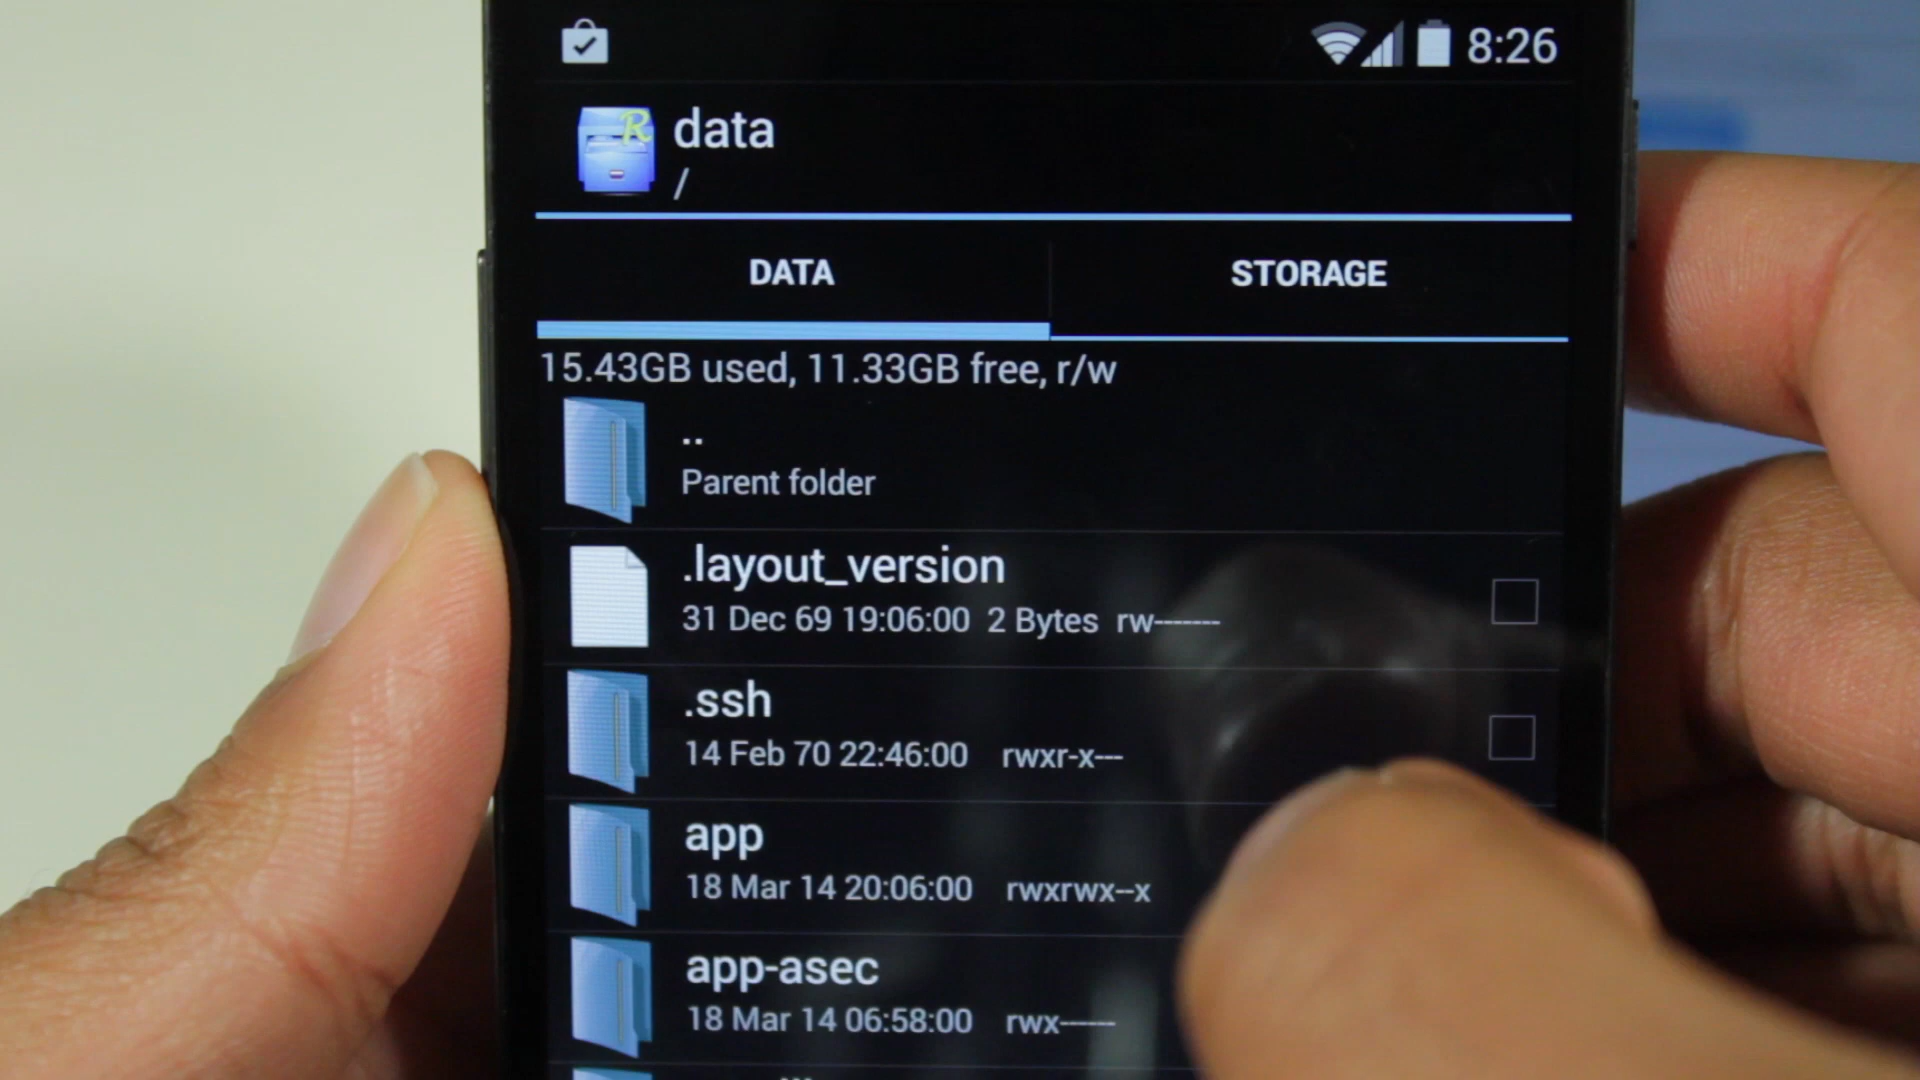 8:26
R
data
/
DATA
STORAGE
15.43GB used, 11.33GB free, r/w
..
Parent folder
.layout_version
31 Dec 69 19:06:00 2 Bytes rw-------
.ssh
14 Feb 70 22:46:00 rwxr-x---
app
18 Mar 14 20:06:00 rwxrwx--x
app-asec
18 Mar 14 06:58:00 rwx------